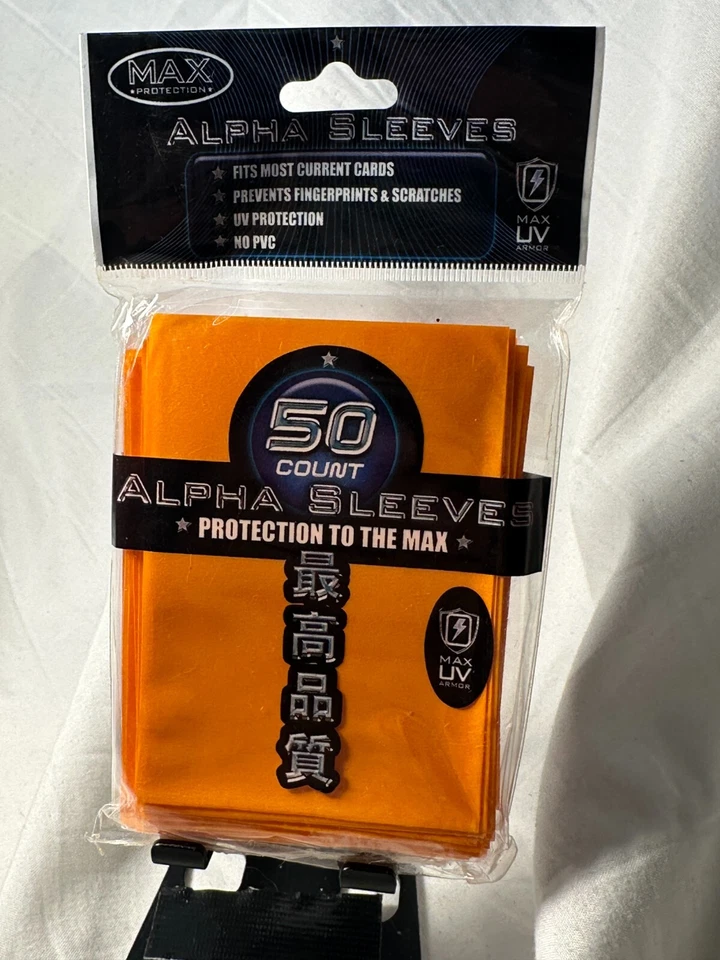 MAX
PROTECTION
ALPHA SLEEVES
FITS MOST CURRENT CARDS
PREVENTS FINGERPRINTS & SCRATCHES
UV PROTECTION
NO PVC
MAX
UV
ARMOR
50
COUNT
ALPHA SLEEVES
PROTECTION TO THE MAX
最高品質
MAX
UV
ARMOR